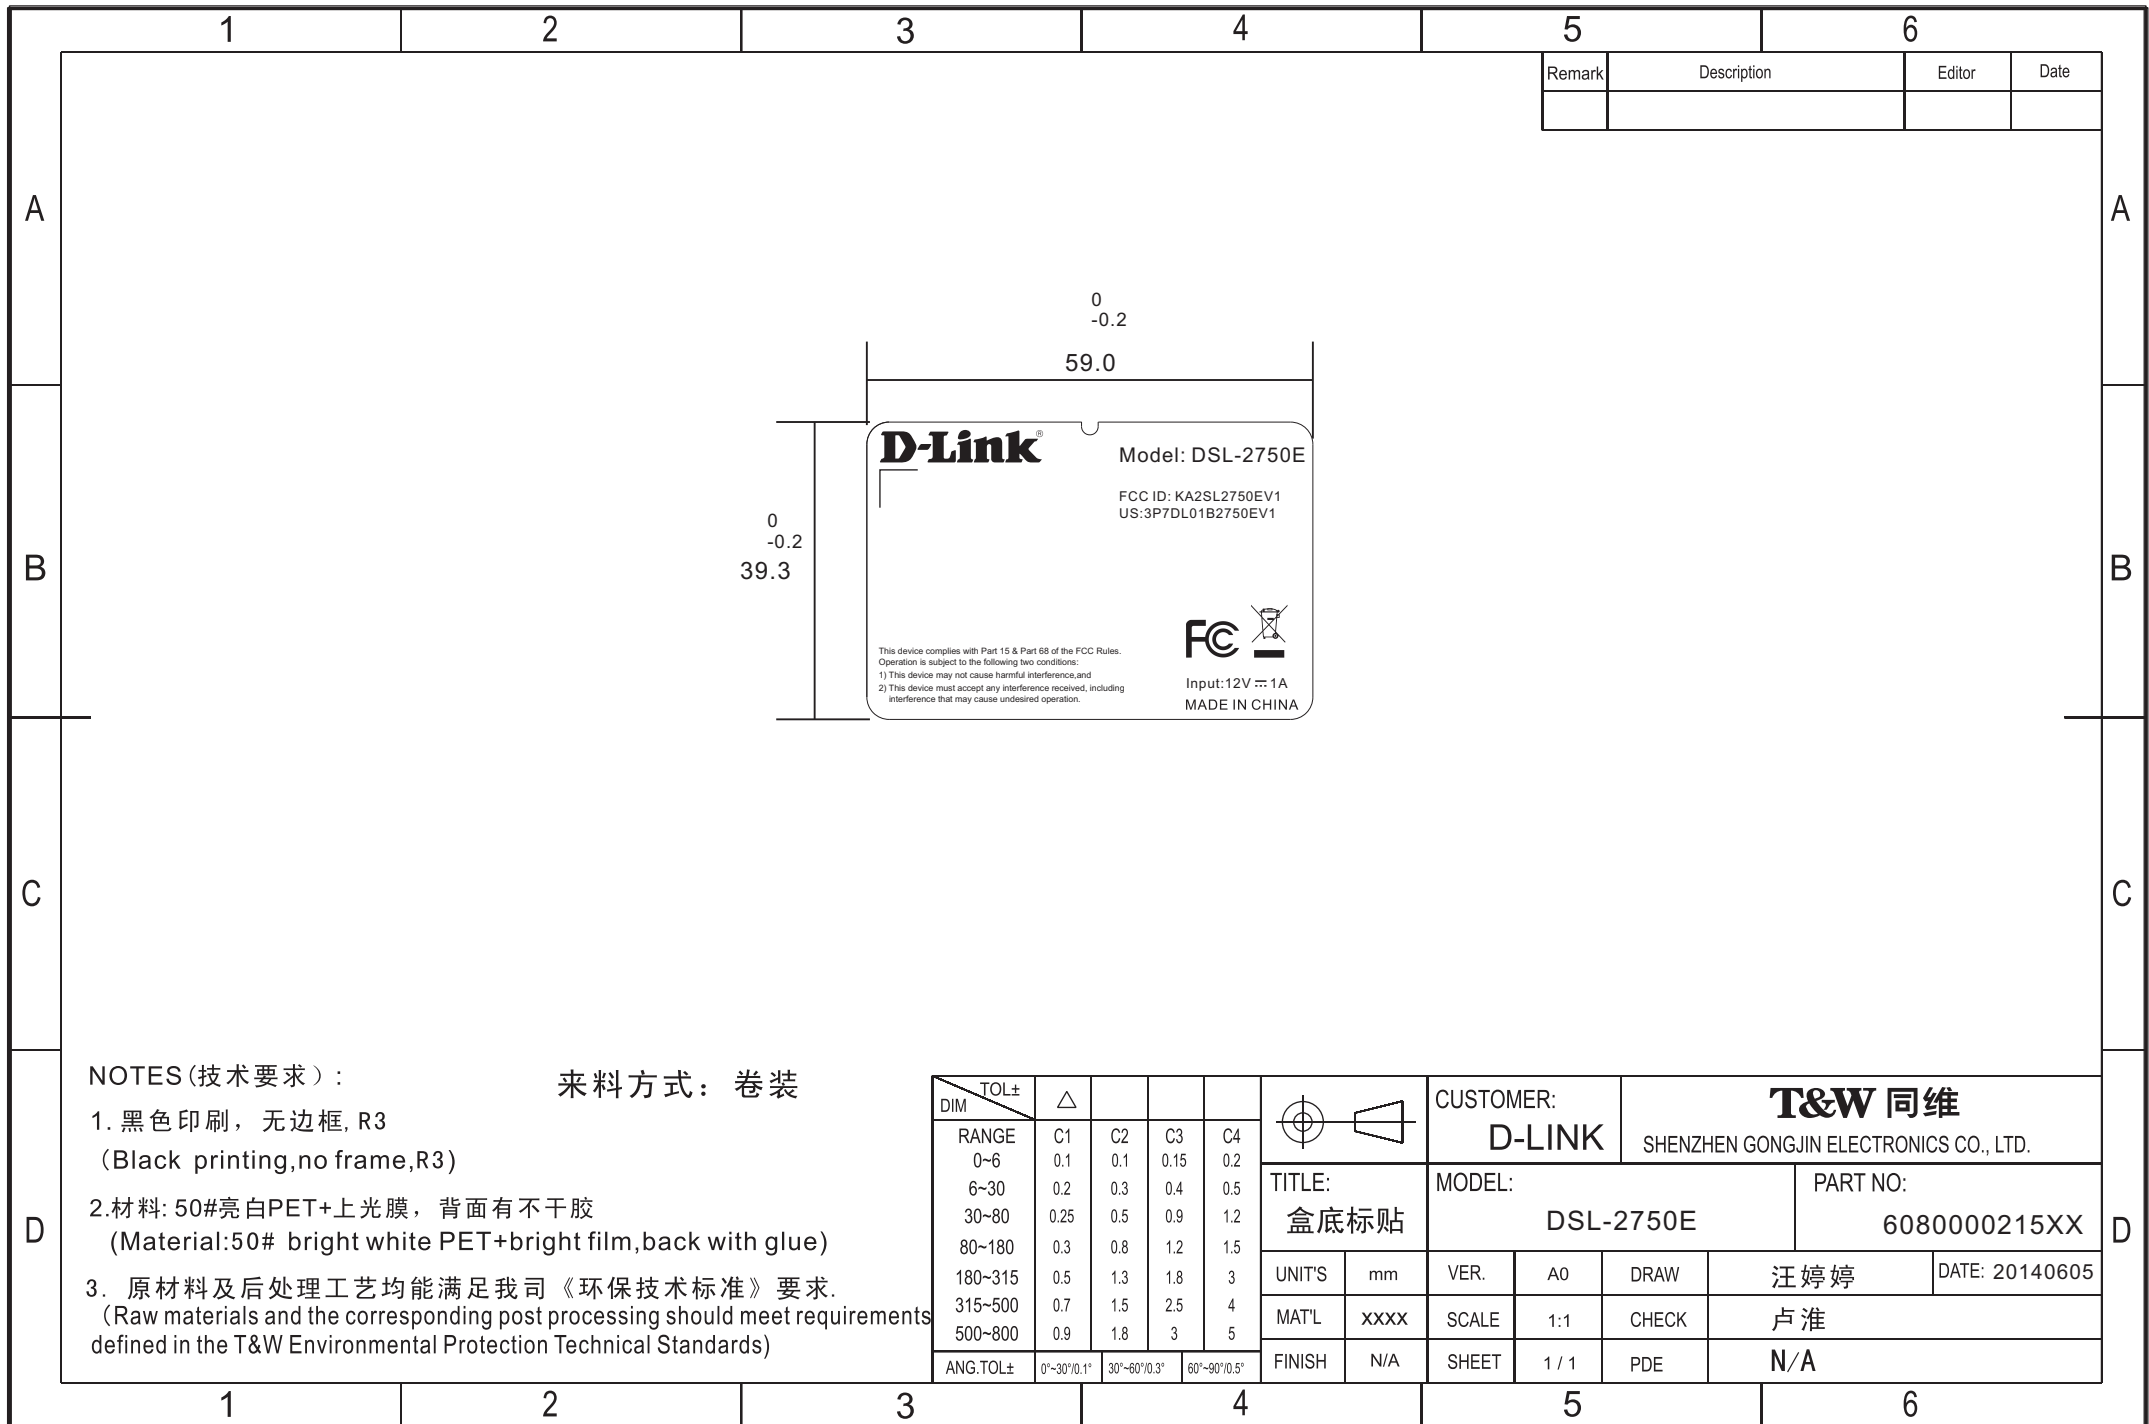 1 2 3 4 5 6
Remark Description Editor Date
A A
0
-0.2
59.0
D-Link®
Model: DSL-2750E
FCC ID: KA2SL2750EV1
US:3P7DL01B2750EV1
0
-0.2
39.3
B B
FC
This device complies with Part 15 & Part 68 of the FCC Rules.
Operation is subject to the following two conditions:
1) This device may not cause harmful interference,and
2) This device must accept any interference received, including
interference that may cause undesired operation.
Input:12V ⎓ 1A
MADE IN CHINA
C C
NOTES(技术要求）:
来料方式：卷装
1. 黑色印刷，无边框, R3
（Black printing,no frame,R3)
2.材料: 50#亮白PET+上光膜，背面有不干胶
(Material:50# bright white PET+bright film,back with glue)
3. 原材料及后处理工艺均能满足我司《环保技术标准》要求.
（Raw materials and the corresponding post processing should meet requirements
defined in the T&W Environmental Protection Technical Standards)
D D
TOL±
DIM △
RANGE C1 C2 C3 C4
0~6 0.1 0.1 0.15 0.2
6~30 0.2 0.3 0.4 0.5
30~80 0.25 0.5 0.9 1.2
80~180 0.3 0.8 1.2 1.5
180~315 0.5 1.3 1.8 3
315~500 0.7 1.5 2.5 4
500~800 0.9 1.8 3 5
ANG.TOL± 0°~30°/0.1° 30°~60°/0.3° 60°~90°/0.5°
CUSTOMER:
D-LINK
T&W 同维
SHENZHEN GONGJIN ELECTRONICS CO., LTD.
TITLE:
盒底标贴
MODEL:
DSL-2750E
PART NO:
6080000215XX
UNIT'S mm VER. A0 DRAW 汪婷婷 DATE: 20140605
MAT'L XXXX SCALE 1:1 CHECK 卢淮
FINISH N/A SHEET 1 / 1 PDE N/A
1 2 3 4 5 6